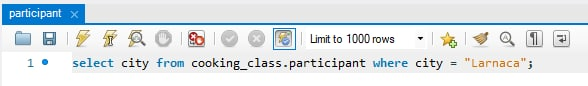 participant
Limit to 1000 rows
1 select city from cooking_class.participant where city = "Larnaca";